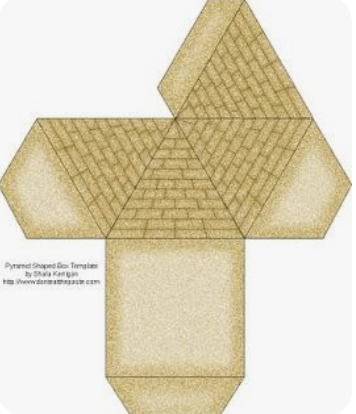 Pyramid Shaped Box Template
by Shala Kerrigan
http://www.donteatthepaste.com